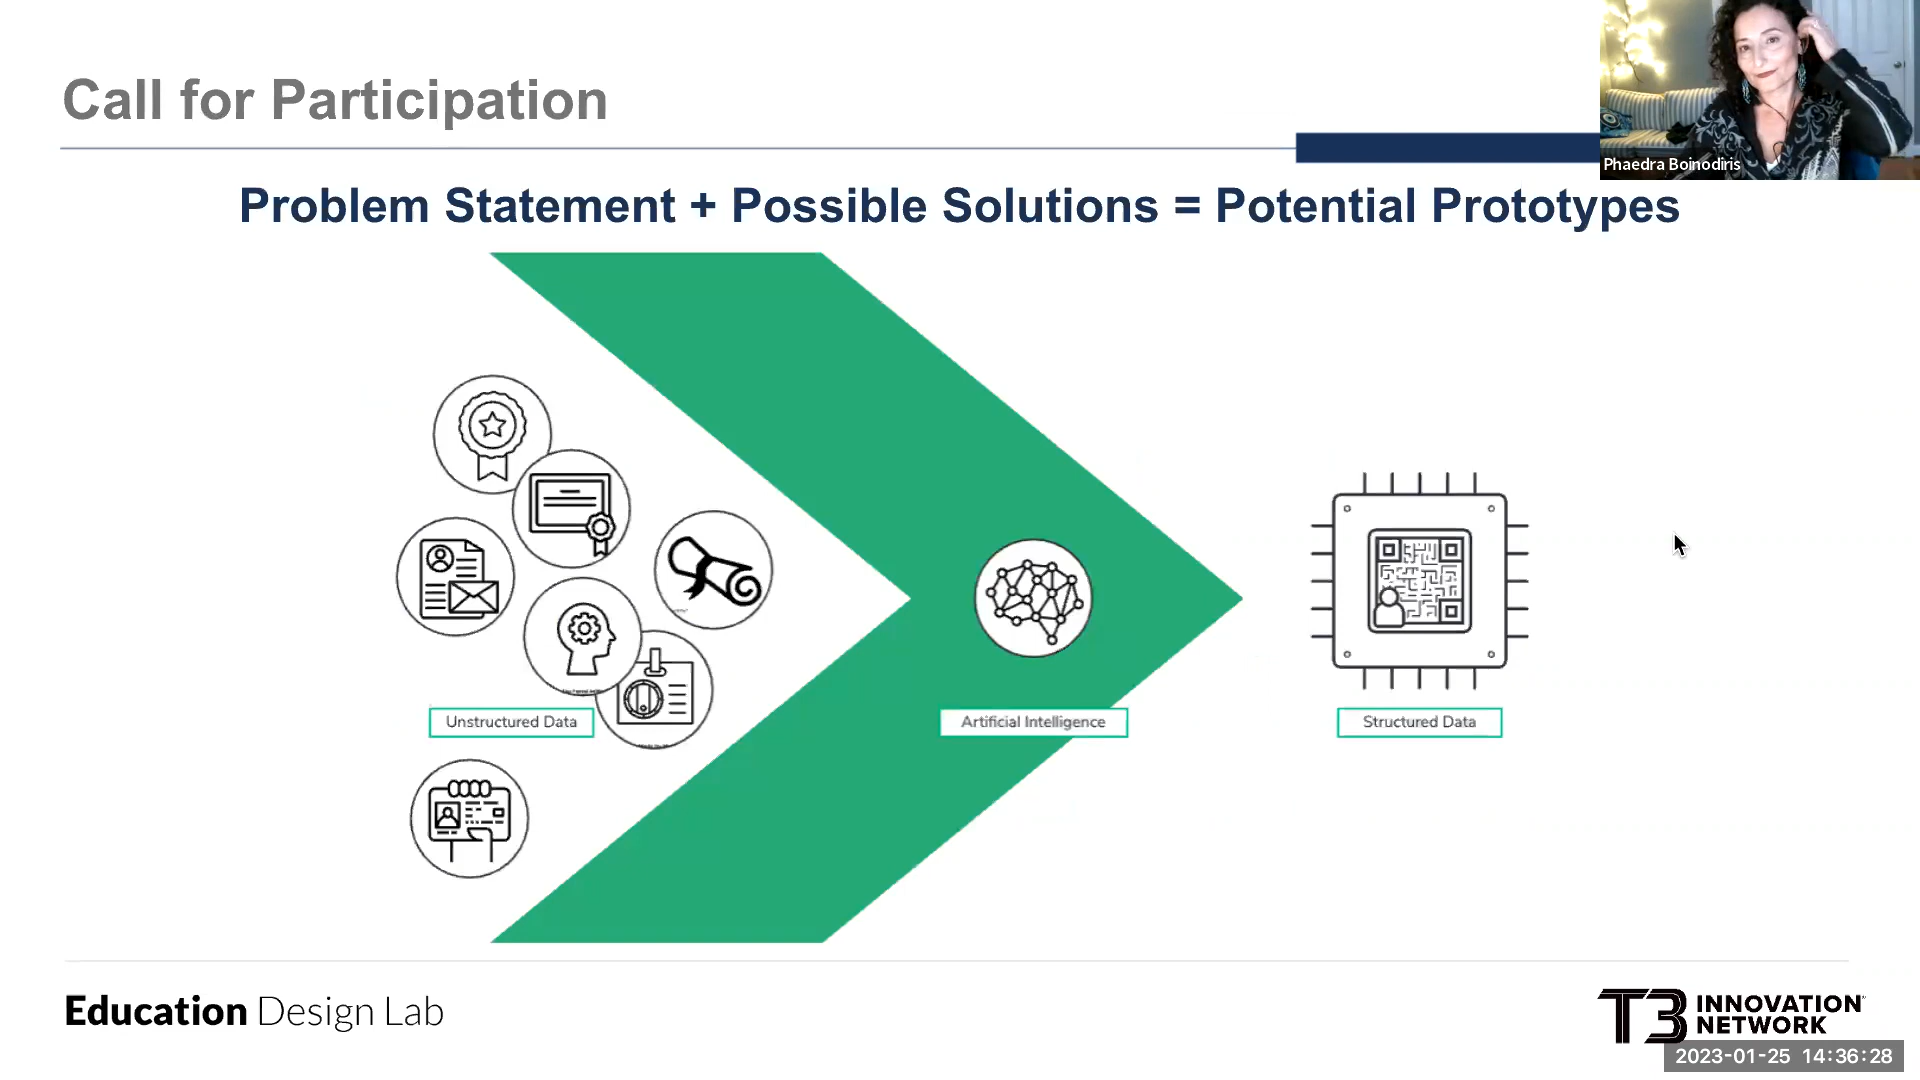 Call for Participation
Phaedra Boinodiris
Problem Statement + Possible Solutions = Potential Prototypes
Unstructured Data
Artificial Intelligence
Structured Data
Education Design Lab
T3 INNOVATION
NETWORK
2023-01-25 14:36:28